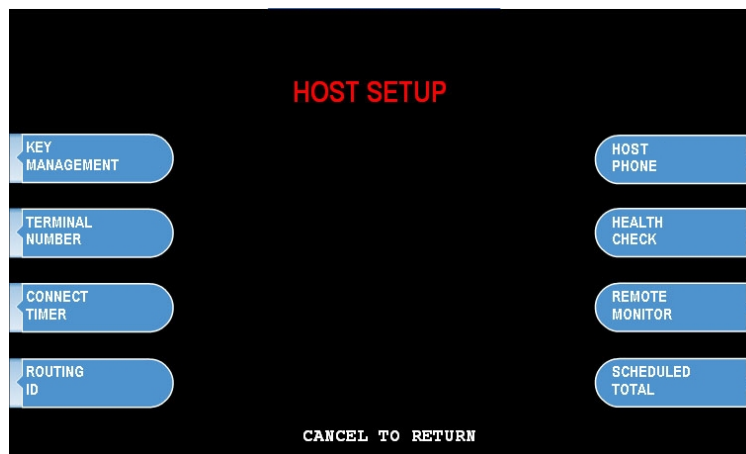 HOST SETUP
KEY
MANAGEMENT
HOST
PHONE
TERMINAL
NUMBER
HEALTH
CHECK
CONNECT
TIMER
REMOTE
MONITOR
ROUTING
ID
SCHEDULED
TOTAL
CANCEL TO RETURN